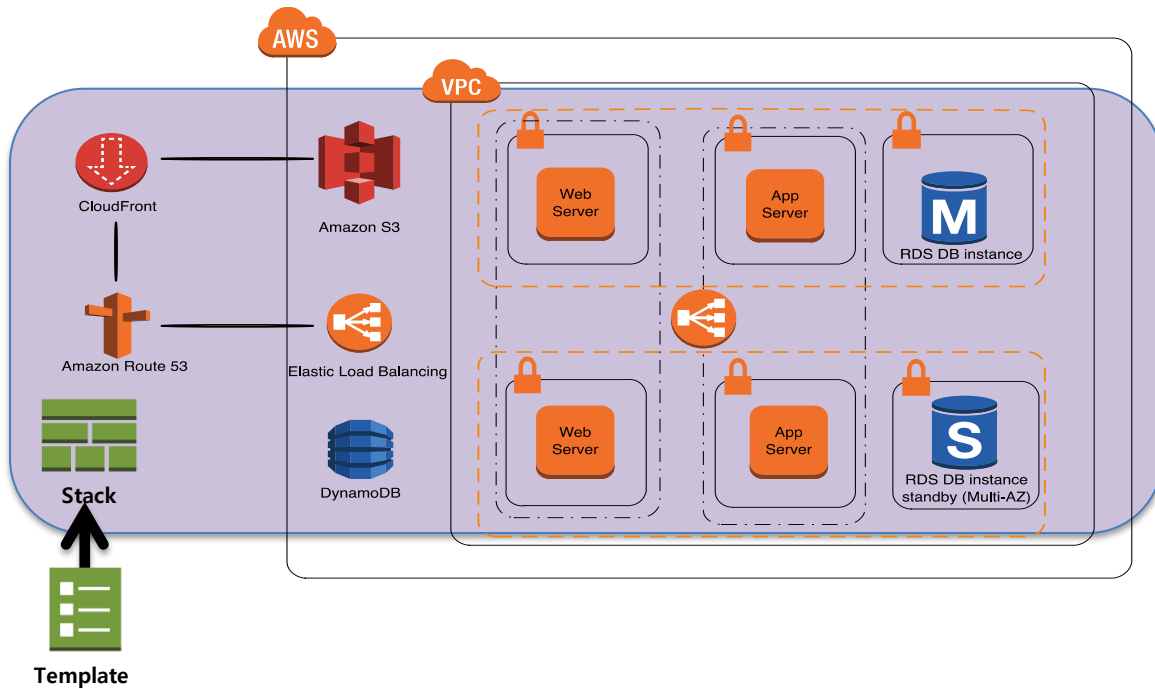 AWS
VPC
CloudFront
Amazon S3
Web
Server
App
Server
M
RDS DB instance
Amazon Route 53
Elastic Load Balancing
Web
Server
App
Server
S
RDS DB instance
standby (Multi-AZ)
DynamoDB
Stack
Template